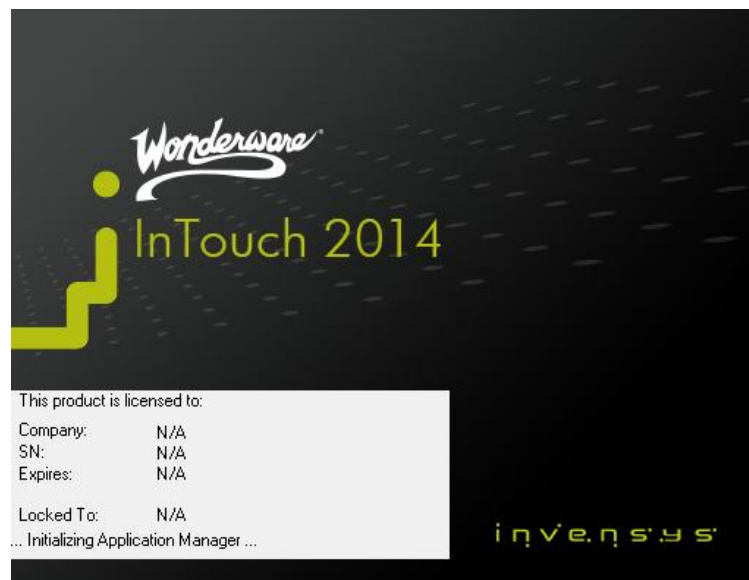 Wonderware
InTouch 2014
This product is licensed to:
Company: N/A
SN: N/A
Expires: N/A
Locked To: N/A
... Initializing Application Manager ...
invensys